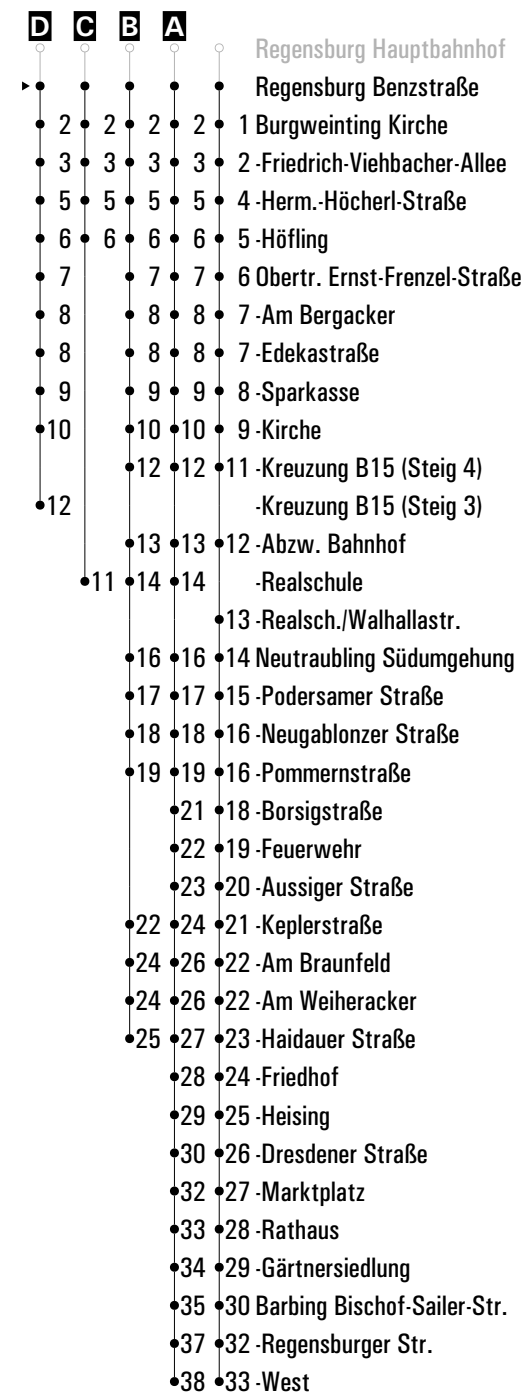 D C B A
Regensburg Hauptbahnhof
Regensburg Benzstraße
2 2 2 2 1 Burgweinting Kirche
3 3 3 3 2 -Friedrich-Viehbacher-Allee
5 5 5 5 4 -Herm.-Höcherl-Straße
6 6 6 6 5 -Höfling
7 7 7 6 Obertr. Ernst-Frenzel-Straße
8 8 8 7 -Am Bergacker
8 8 8 7 -Edekastraße
9 9 9 8 -Sparkasse
10 10 10 9 -Kirche
12 12 11 -Kreuzung B15 (Steig 4)
12 -Kreuzung B15 (Steig 3)
13 13 12 -Abzw. Bahnhof
11 14 14 -Realschule
13 -Realsch./Walhallastr.
16 16 14 Neutraubling Südumgehung
17 17 15 -Podersamer Straße
18 18 16 -Neugablonzer Straße
19 19 16 -Pommernstraße
21 18 -Borsigstraße
22 19 -Feuerwehr
23 20 -Aussiger Straße
22 24 21 -Keplerstraße
24 26 22 -Am Braunfeld
24 26 22 -Am Weiheracker
25 27 23 -Haidauer Straße
28 24 -Friedhof
29 25 -Heising
30 26 -Dresdener Straße
32 27 -Marktplatz
33 28 -Rathaus
34 29 -Gärtnersiedlung
35 30 Barbing Bischof-Sailer-Str.
37 32 -Regensburger Str.
38 33 -West